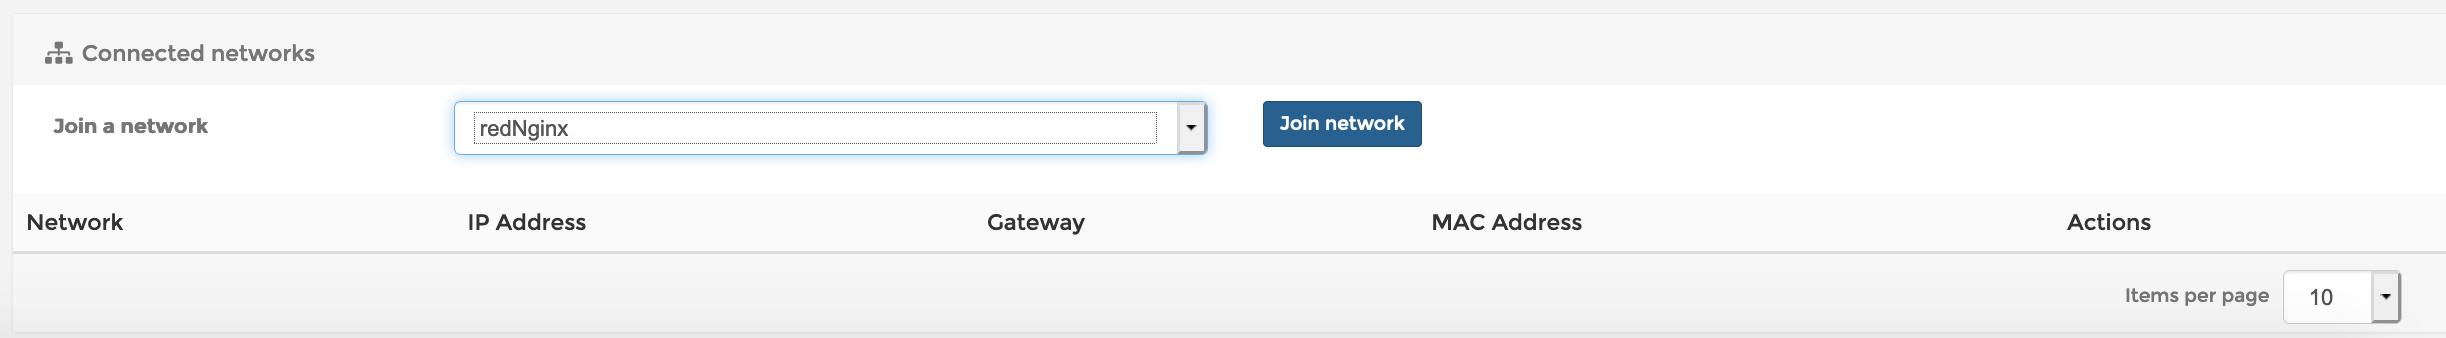 Connected networks
Join a network
redNginx
Join network
Network IP Address Gateway MAC Address Actions
Items per page 10